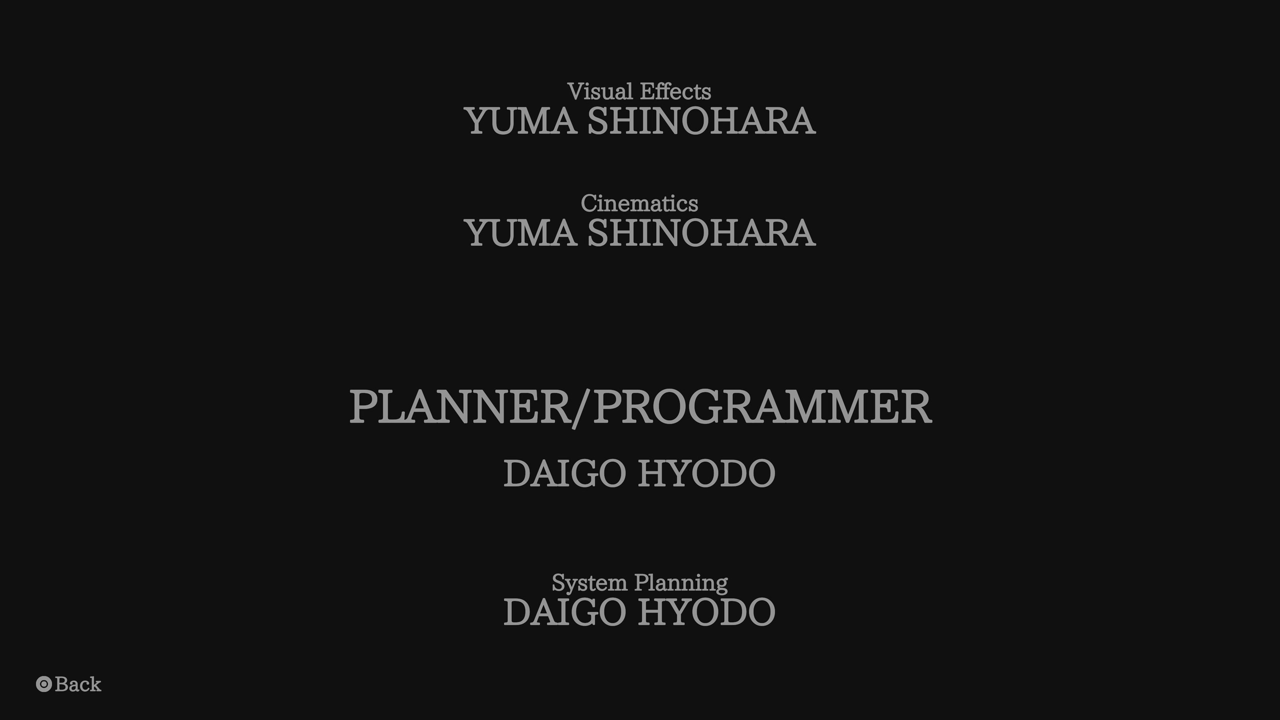 Visual Effects
YUMA SHINOHARA
Cinematics
YUMA SHINOHARA
PLANNER/PROGRAMMER
DAIGO HYODO
System Planning
DAIGO HYODO
Back